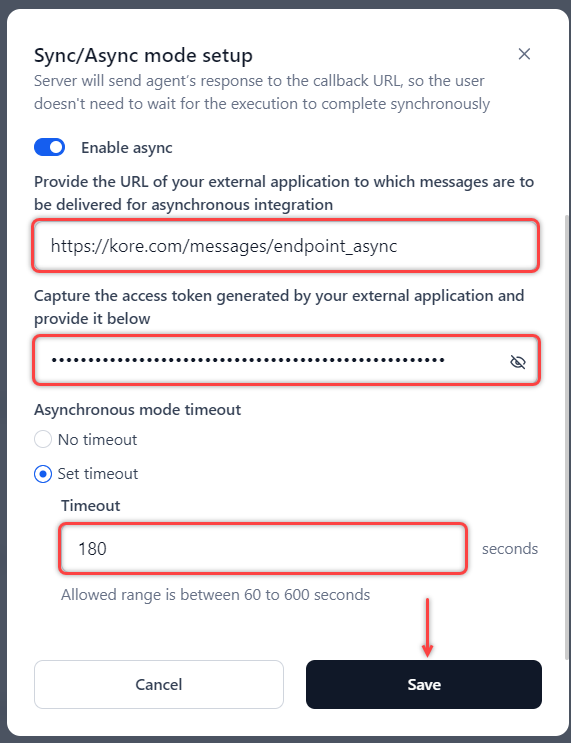 Sync/Async mode setup
Server will send agent’s response to the callback URL, so the user
doesn't need to wait for the execution to complete synchronously
Enable async
Provide the URL of your external application to which messages are to
be delivered for asynchronous integration
https://kore.com/messages/endpoint_async
Capture the access token generated by your external application and
provide it below
Asynchronous mode timeout
No timeout
Set timeout
Timeout
180
seconds
Allowed range is between 60 to 600 seconds
Cancel
Save